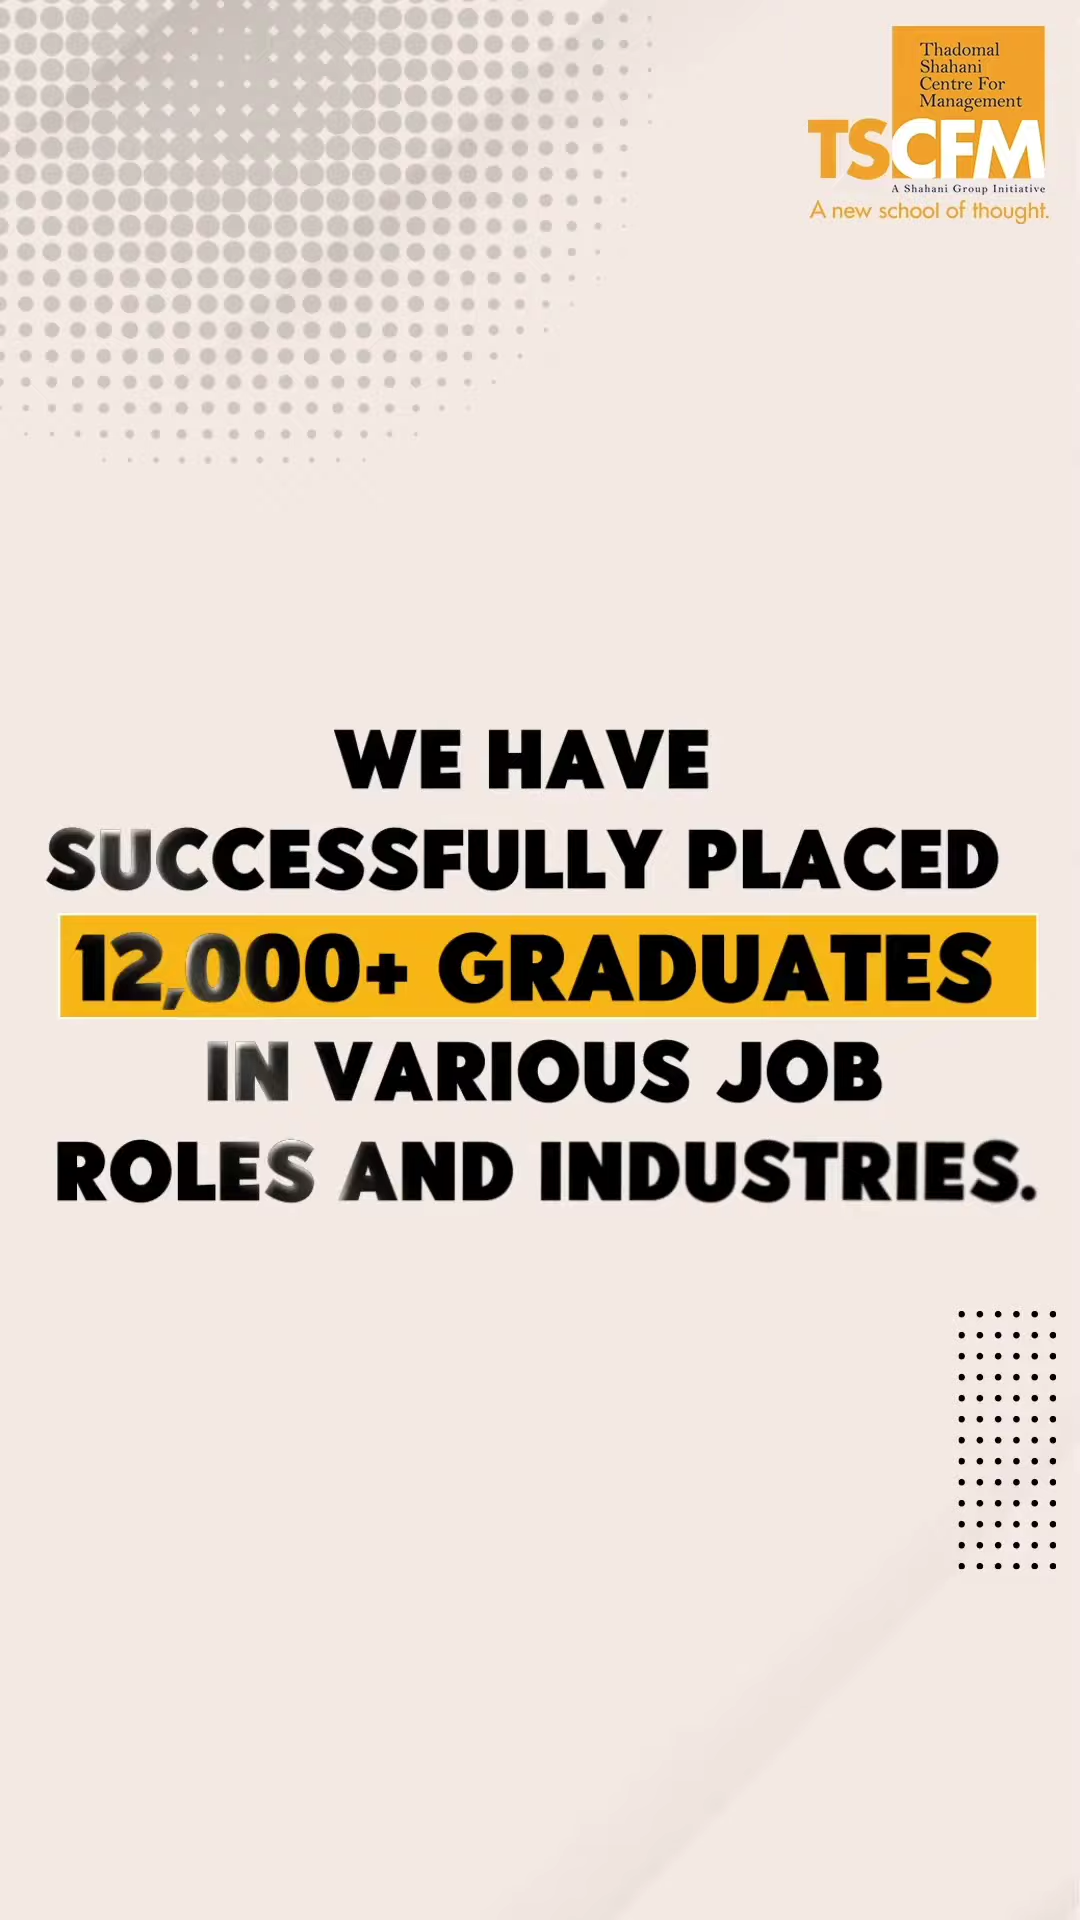 Thadomal
Shahani
Centre For
Management
TSCFM
A Shahani Group Initiative
A new school of thought.
WE HAVE
SUCCESSFULLY PLACED
12,000+ GRADUATES
IN VARIOUS JOB
ROLES AND INDUSTRIES.